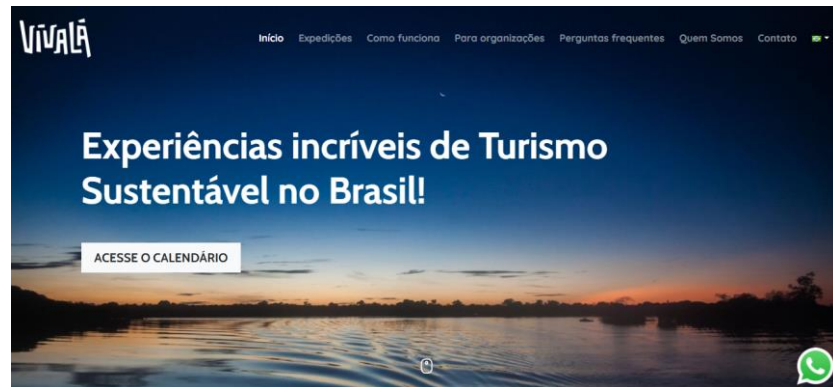 VIVALÁ
Início Expedições Como funciona Para organizações Perguntas frequentes Quem Somos Contato
Experiências incríveis de Turismo
Sustentável no Brasil!
ACESSE O CALENDÁRIO